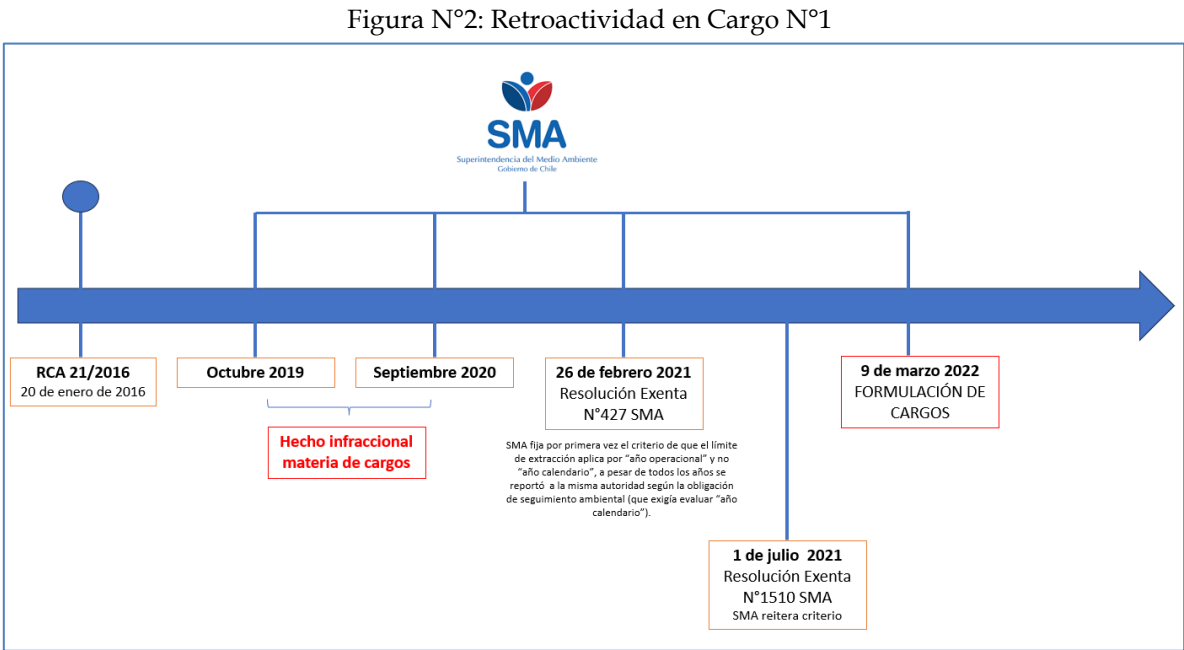 Figura N°2: Retroactividad en Cargo N°1
SMA
Superintendencia del Medio Ambiente
Gobierno de Chile
RCA 21/2016
20 de enero de 2016
Octubre 2019
Septiembre 2020
Hecho infraccional
materia de cargos
26 de febrero 2021
Resolución Exenta
N°427 SMA
SMA fija por primera vez el criterio de que el límite
de extracción aplica por “año operacional” y no
“año calendario”, a pesar de todos los años se
reportó a la misma autoridad según la obligación
de seguimiento ambiental (que exigía evaluar “año
calendario”).
1 de julio 2021
Resolución Exenta
N°1510 SMA
SMA reitera criterio
9 de marzo 2022
FORMULACIÓN DE
CARGOS